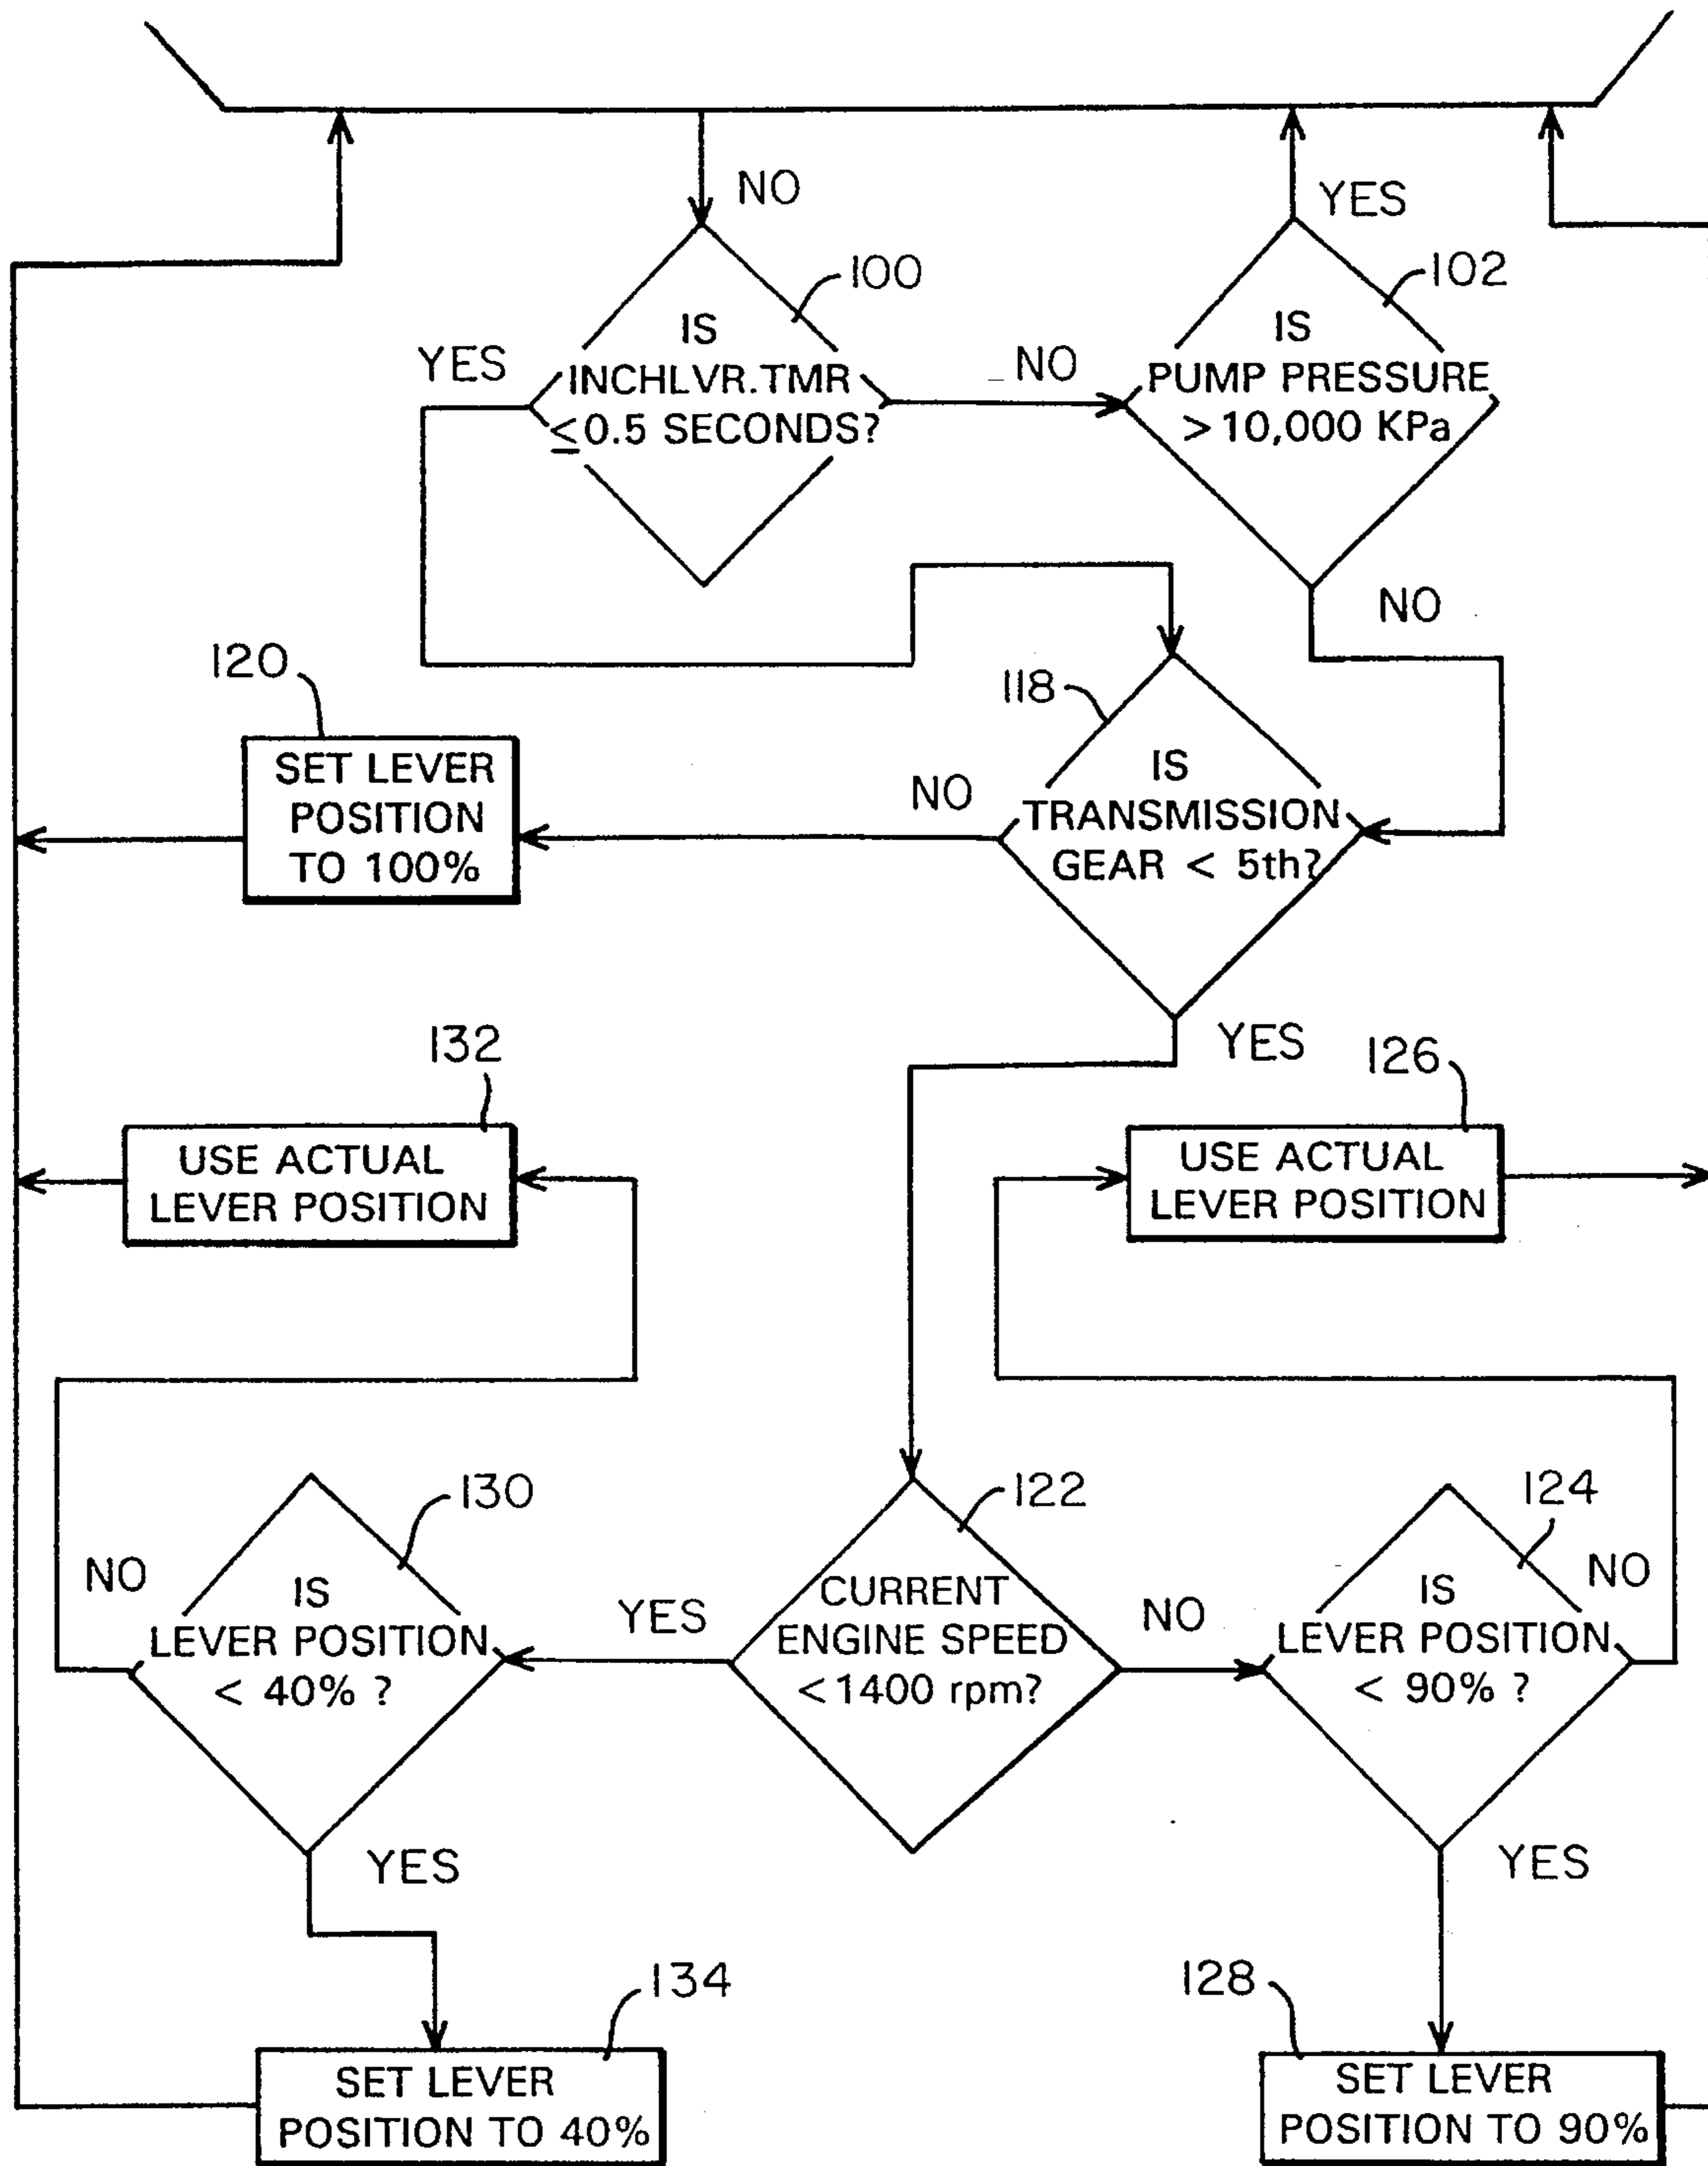 NO
YES
100
102
IS
INCHLVR.TMR
≤0.5 SECONDS?
YES
NO
IS
PUMP PRESSURE
>10,000 KPa
NO
120
118
SET LEVER
POSITION
TO 100%
NO
IS
TRANSMISSION
GEAR < 5th?
YES
132
126
USE ACTUAL
LEVER POSITION
USE ACTUAL
LEVER POSITION
130
122
124
NO
IS
LEVER POSITION
< 40% ?
YES
CURRENT
ENGINE SPEED
<1400 rpm?
NO
IS
LEVER POSITION
< 90% ?
NO
YES
YES
134
128
SET LEVER
POSITION TO 40%
SET LEVER
POSITION TO 90%